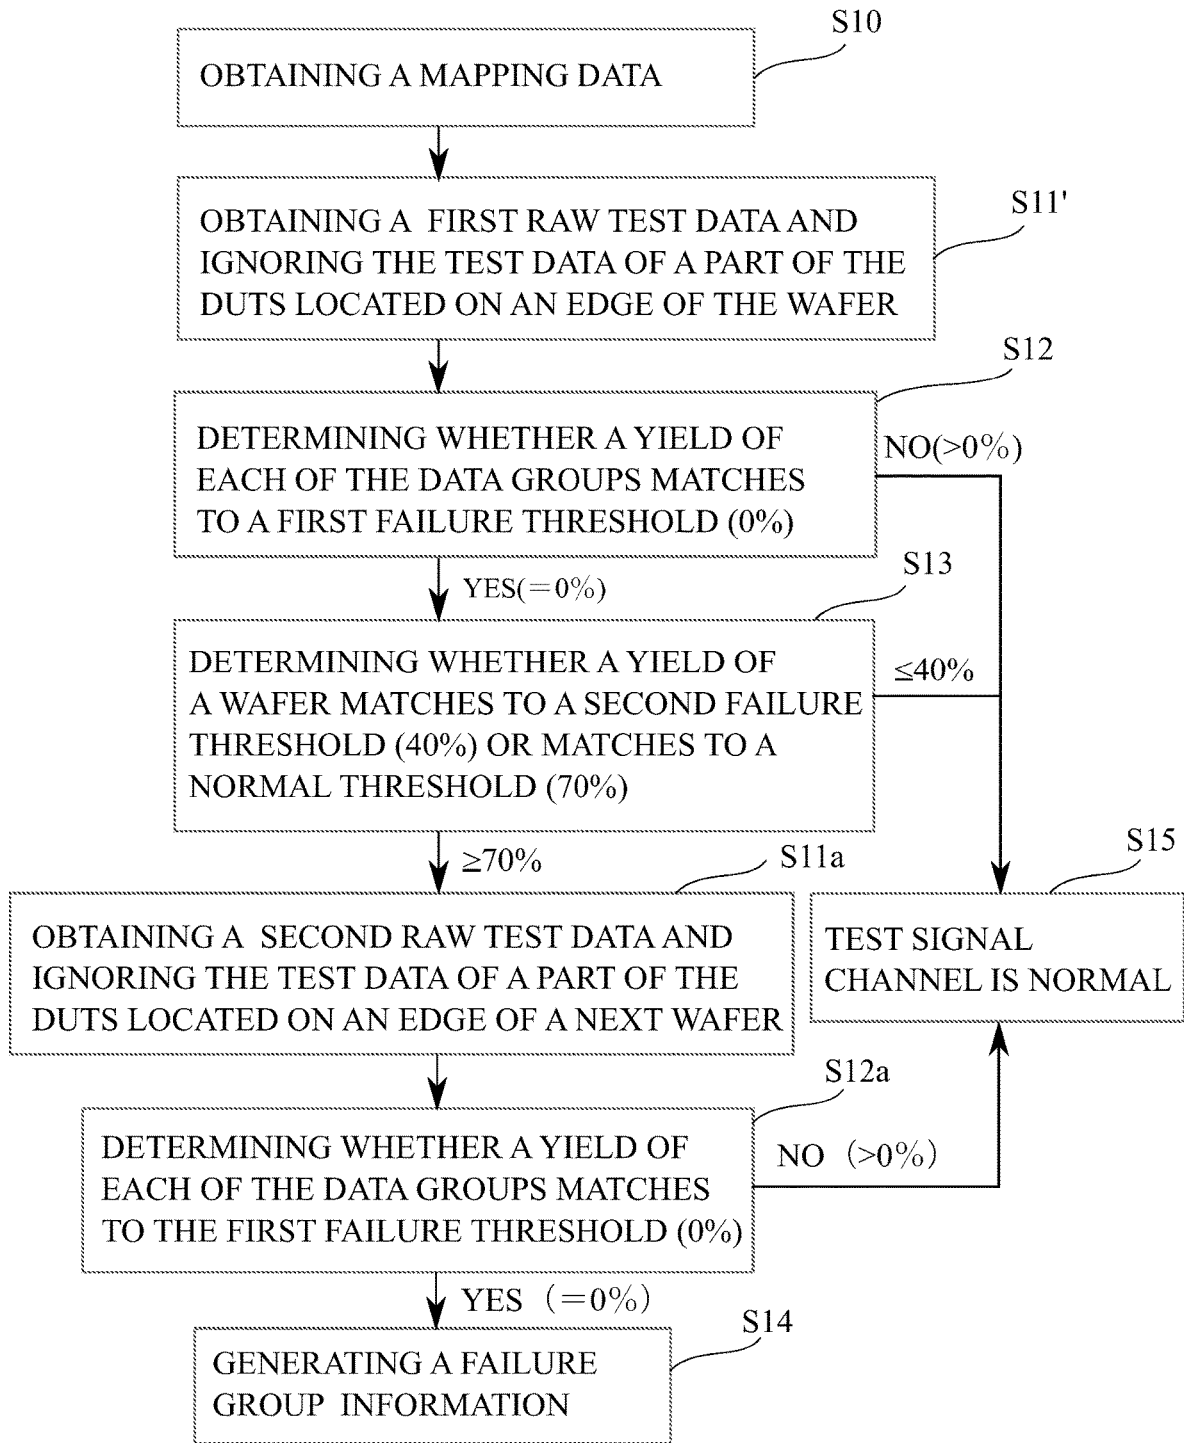 S10
OBTAINING A MAPPING DATA
S11'
OBTAINING A FIRST RAW TEST DATA AND
IGNORING THE TEST DATA OF A PART OF THE
DUTS LOCATED ON AN EDGE OF THE WAFER
S12
DETERMINING WHETHER A YIELD OF
EACH OF THE DATA GROUPS MATCHES
TO A FIRST FAILURE THRESHOLD (0%)
NO(>0%)
YES(=0%)
S13
DETERMINING WHETHER A YIELD OF
A WAFER MATCHES TO A SECOND FAILURE
THRESHOLD (40%) OR MATCHES TO A
NORMAL THRESHOLD (70%)
≤40%
≥70%
S11a
OBTAINING A SECOND RAW TEST DATA AND
IGNORING THE TEST DATA OF A PART OF THE
DUTS LOCATED ON AN EDGE OF A NEXT WAFER
S15
TEST SIGNAL
CHANNEL IS NORMAL
S12a
DETERMINING WHETHER A YIELD OF
EACH OF THE DATA GROUPS MATCHES
TO THE FIRST FAILURE THRESHOLD (0%)
NO (>0%)
YES (=0%)
S14
GENERATING A FAILURE
GROUP INFORMATION